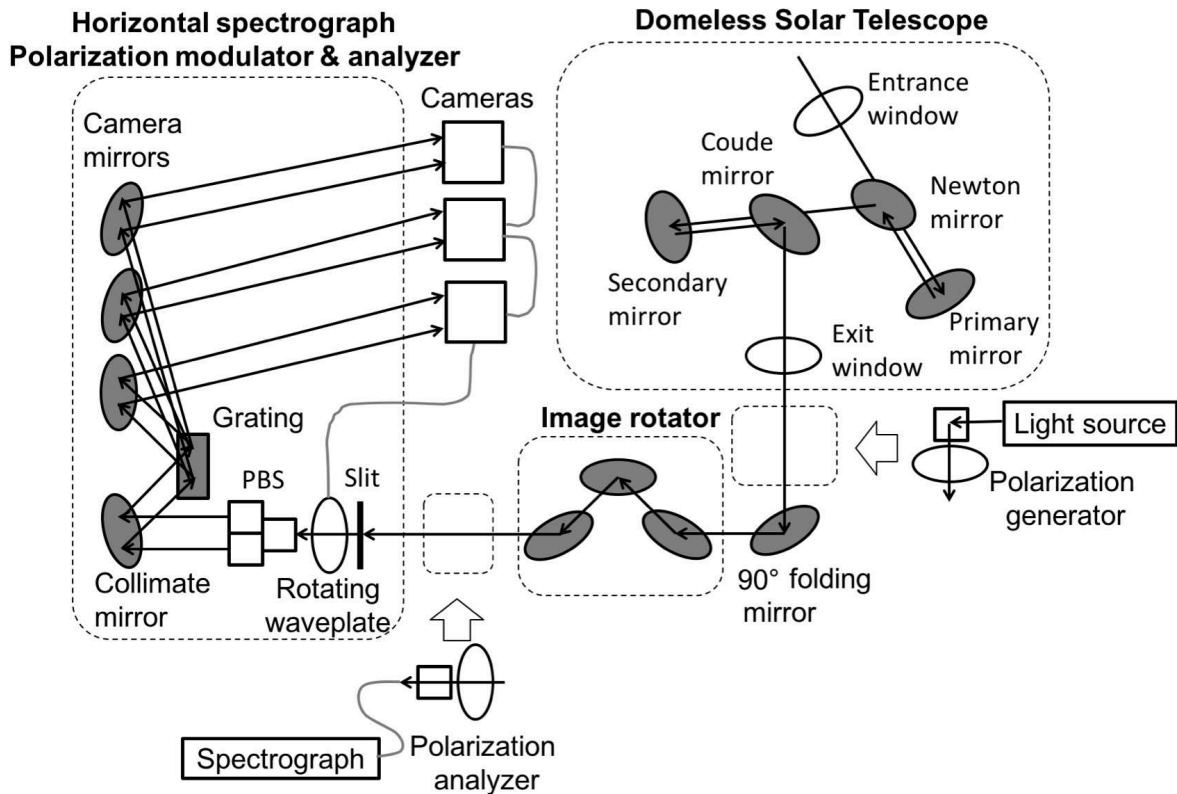 Horizontal spectrograph
Polarization modulator & analyzer
Domeless Solar Telescope
Camera
mirrors
Cameras
Entrance
window
Coude
mirror
Newton
mirror
Secondary
mirror
Primary
mirror
Exit
window
Grating
Image rotator
Light source
Polarization
generator
PBS
Slit
Collimate
mirror
Rotating
waveplate
90° folding
mirror
Spectrograph
Polarization
analyzer